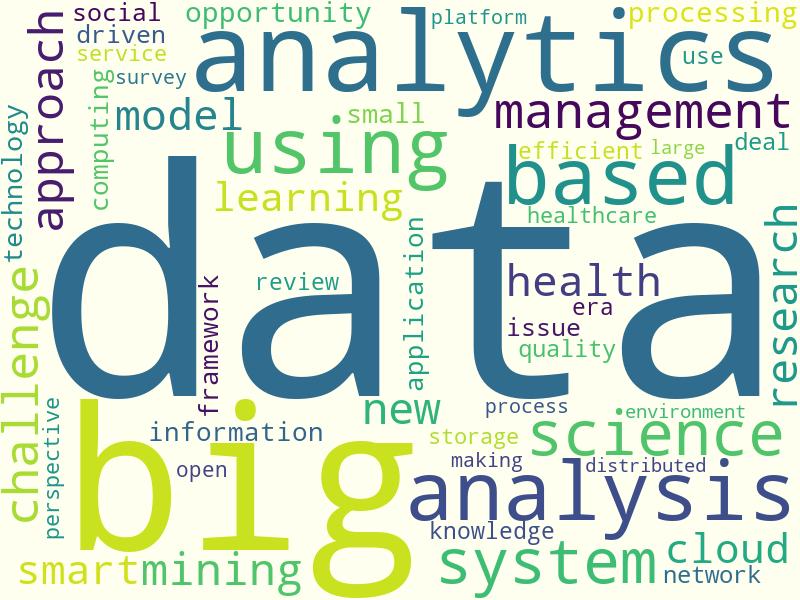 social
opportunity
platform
processing
driven
analytics
service
use
approach
survey
computing
model
small
management
technology
using
efficient
large
deal
based
learning
healthcare
data
application
research
health
review
framework
era
issue
quality
challenge
new
process
environment
perspective
big
information
storage
science
open
making
distributed
analysis
knowledge
system
cloud
smart
mining
network